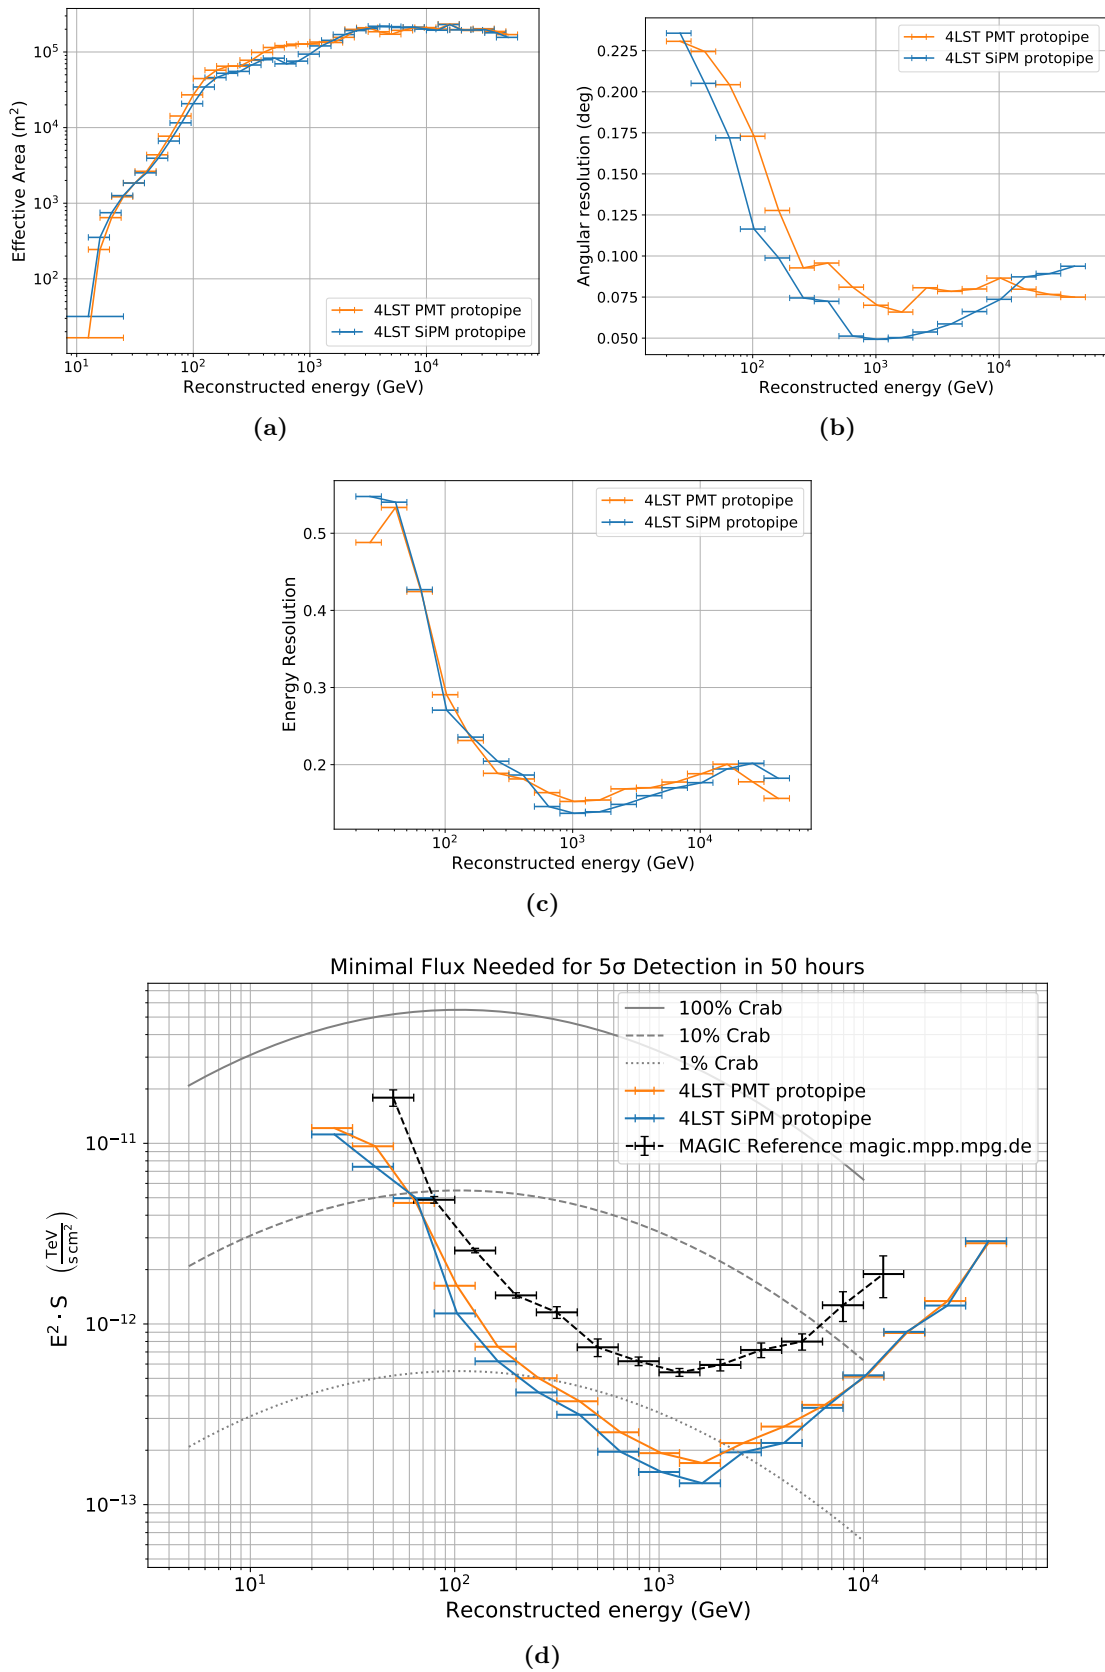 10⁵
10⁴
10³
10²
Effective Area (m²)
4LST PMT protopipe
4LST SiPM protopipe
10¹ 10² 10³ 10⁴
Reconstructed energy (GeV)
(a)
0.225
0.200
0.175
0.150
0.125
0.100
0.075
0.050
Angular resolution (deg)
4LST PMT protopipe
4LST SiPM protopipe
10² 10³ 10⁴
Reconstructed energy (GeV)
(b)
0.5
0.4
0.3
0.2
Energy Resolution
4LST PMT protopipe
4LST SiPM protopipe
10² 10³ 10⁴
Reconstructed energy (GeV)
(c)
Minimal Flux Needed for 5σ Detection in 50 hours
100% Crab
10% Crab
1% Crab
4LST PMT protopipe
4LST SiPM protopipe
MAGIC Reference magic.mpp.mpg.de
10⁻¹¹
10⁻¹²
10⁻¹³
E² · S (TeV / s cm²)
10¹ 10² 10³ 10⁴
Reconstructed energy (GeV)
(d)